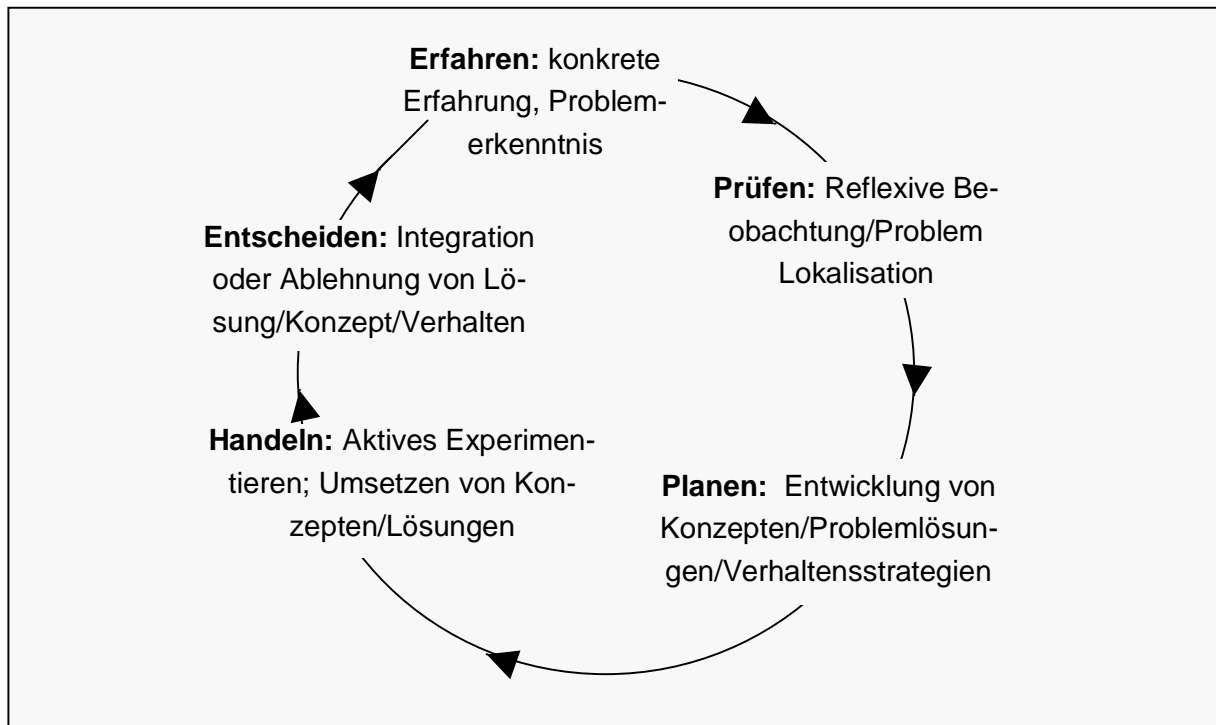 Erfahren: konkrete
Erfahrung, Problem-
erkenntnis
Prüfen: Reflexive Be-
obachtung/Problem
Lokalisation
Planen:  Entwicklung von
Konzepten/Problemlösun-
gen/Verhaltensstrategien
Handeln: Aktives Experimen-
tieren; Umsetzen von Kon-
zepten/Lösungen
Entscheiden: Integration
oder Ablehnung von Lö-
sung/Konzept/Verhalten